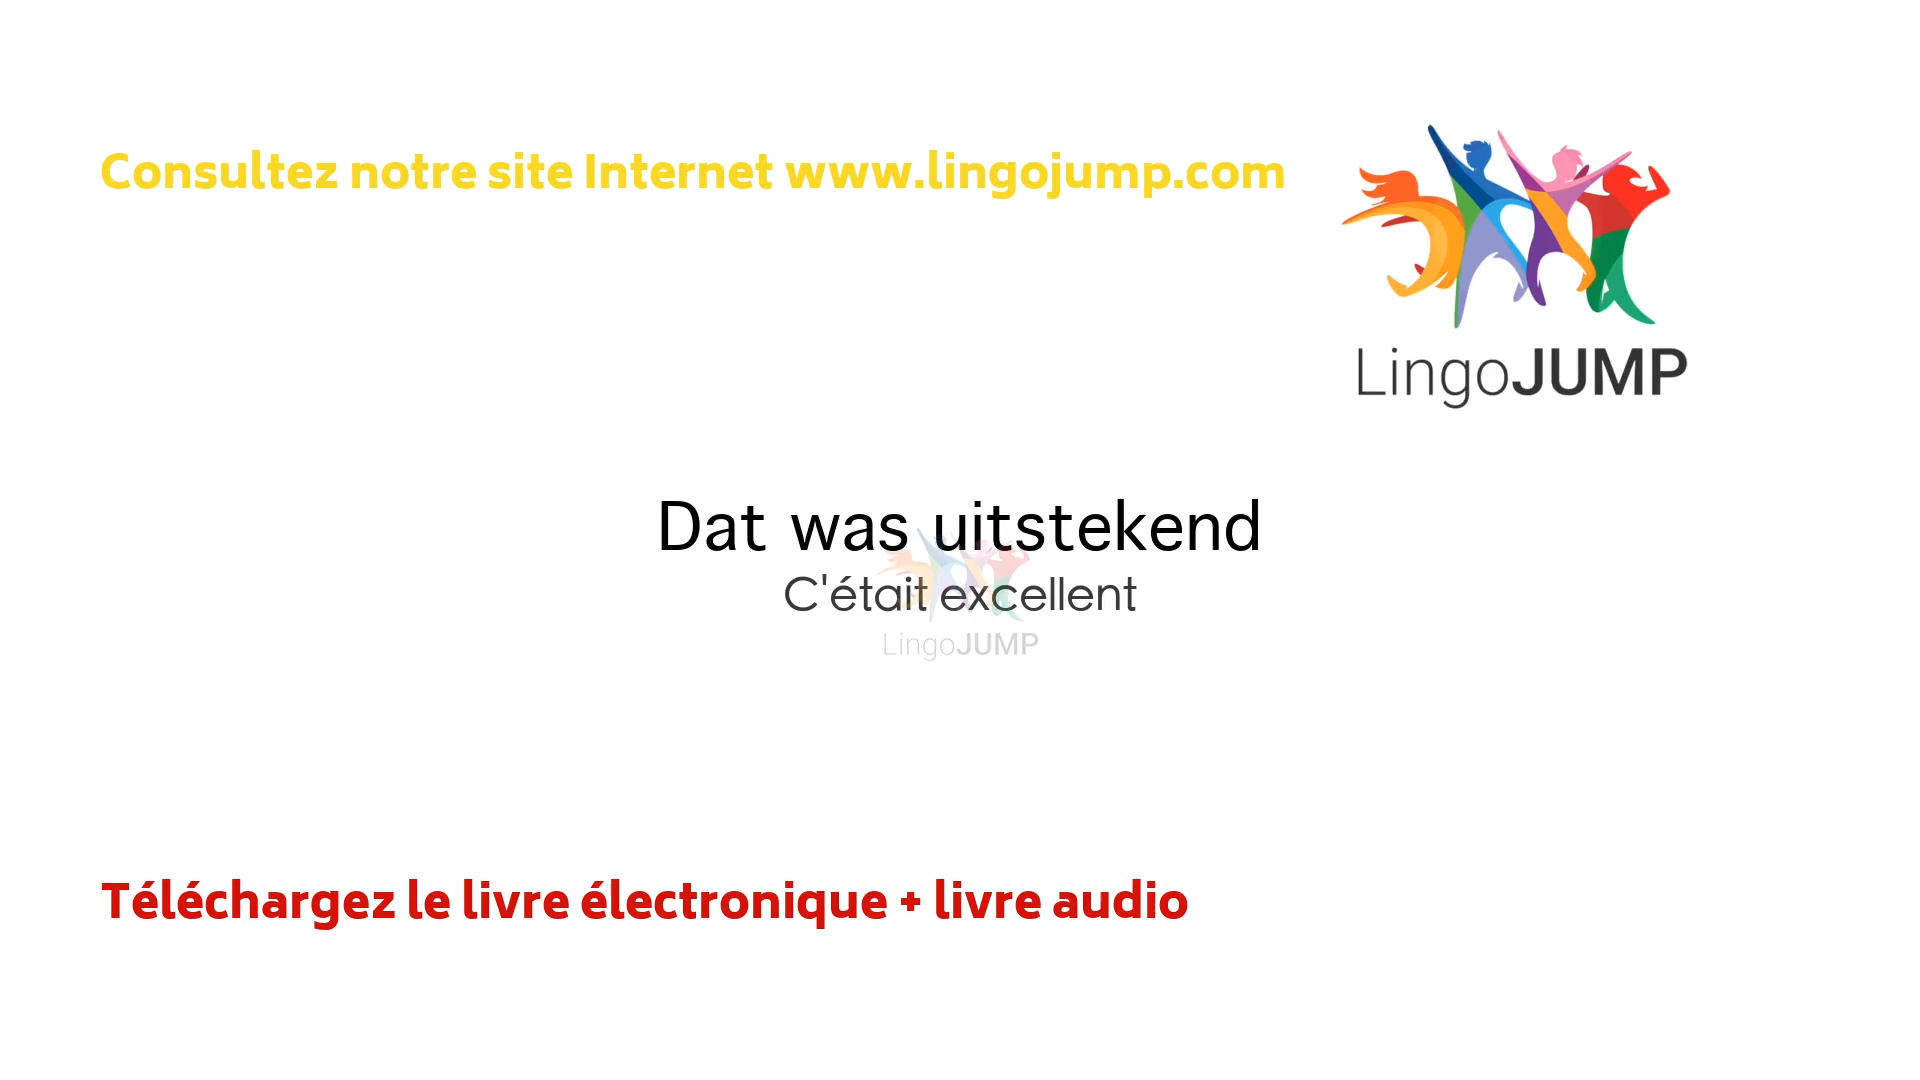 Consultez notre site Internet www.lingojump.com
LingoJUMP
Dat was uitstekend
C'était excellent
LingoJUMP
Téléchargez le livre électronique + livre audio